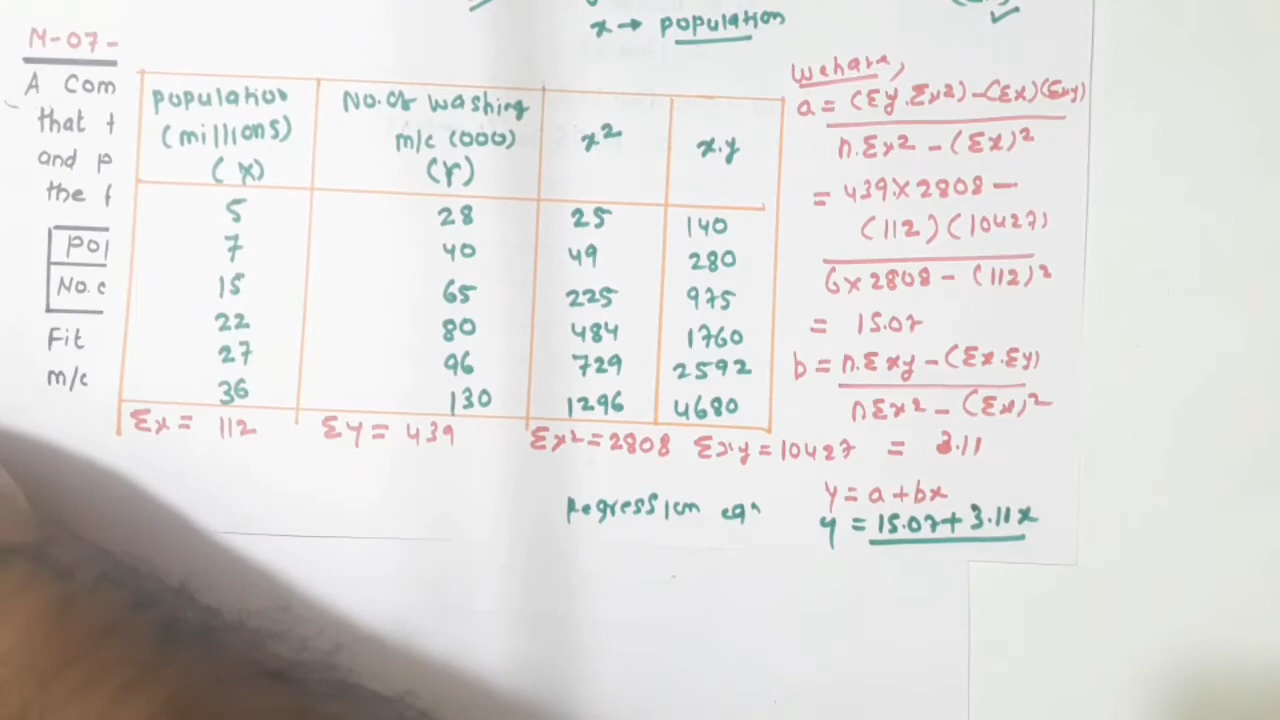 x → population
M-07-
A Com
that t
and p
the f
Pol
No. c
Fit
m/c
population (millions) (x) No. of washing m/c (000) (Y) x² x.y
5 28 25 140
7 40 49 280
15 65 225 975
22 80 484 1760
27 96 729 2592
36 130 1296 4680
Σx = 112 ΣY = 439 Σx² = 2808 Σxy = 10427
We have,
a = (Σy.Σx²) - (Σx)(Σxy)
n.Σx² - (Σx)²
= 439 x 2808 -
(112)(10427)
6 x 2808 - (112)²
= 15.07
b = n.Σxy - (Σx.Σy)
nΣx² - (Σx)²
= 3.11
y = a + bx
Regression eqn
y = 15.07 + 3.11x